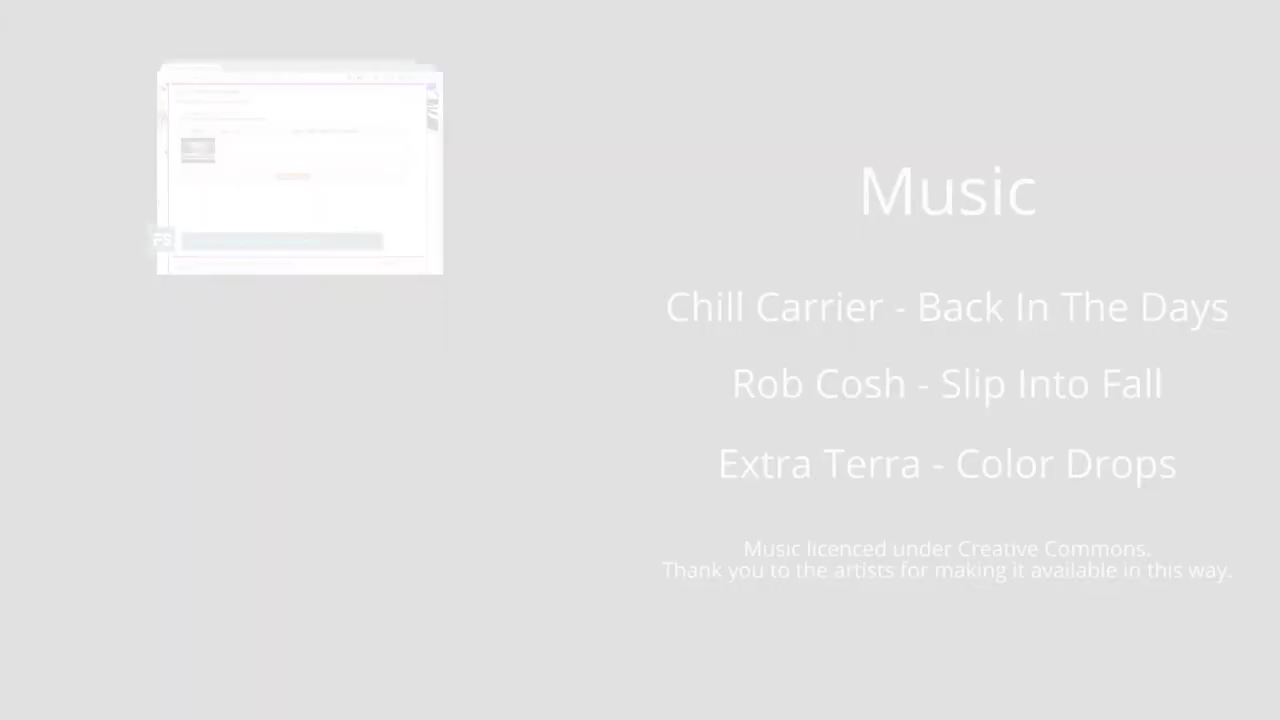 Music
Chill Carrier - Back In The Days
Rob Cosh - Slip Into Fall
Extra Terra - Color Drops
Music licenced under Creative Commons.
Thank you to the artists for making it available in this way.
FS